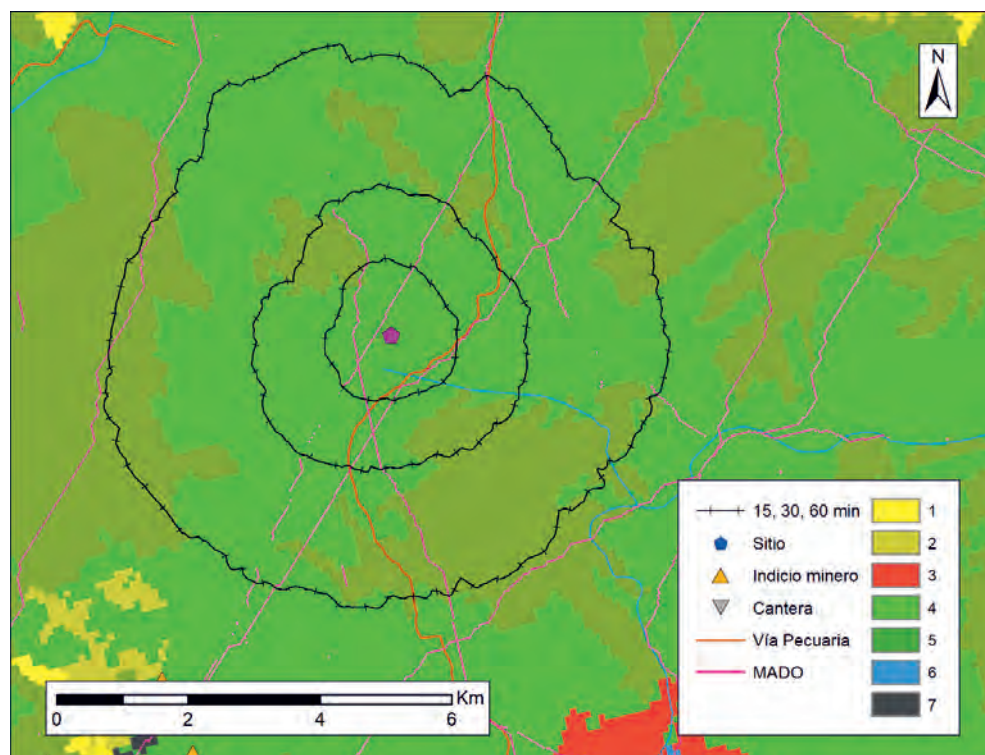 N
15, 30, 60 min
Sitio
Indicio minero
Cantera
Vía Pecuaria
MADO
1
2
3
4
5
6
7
Km
0 2 4 6